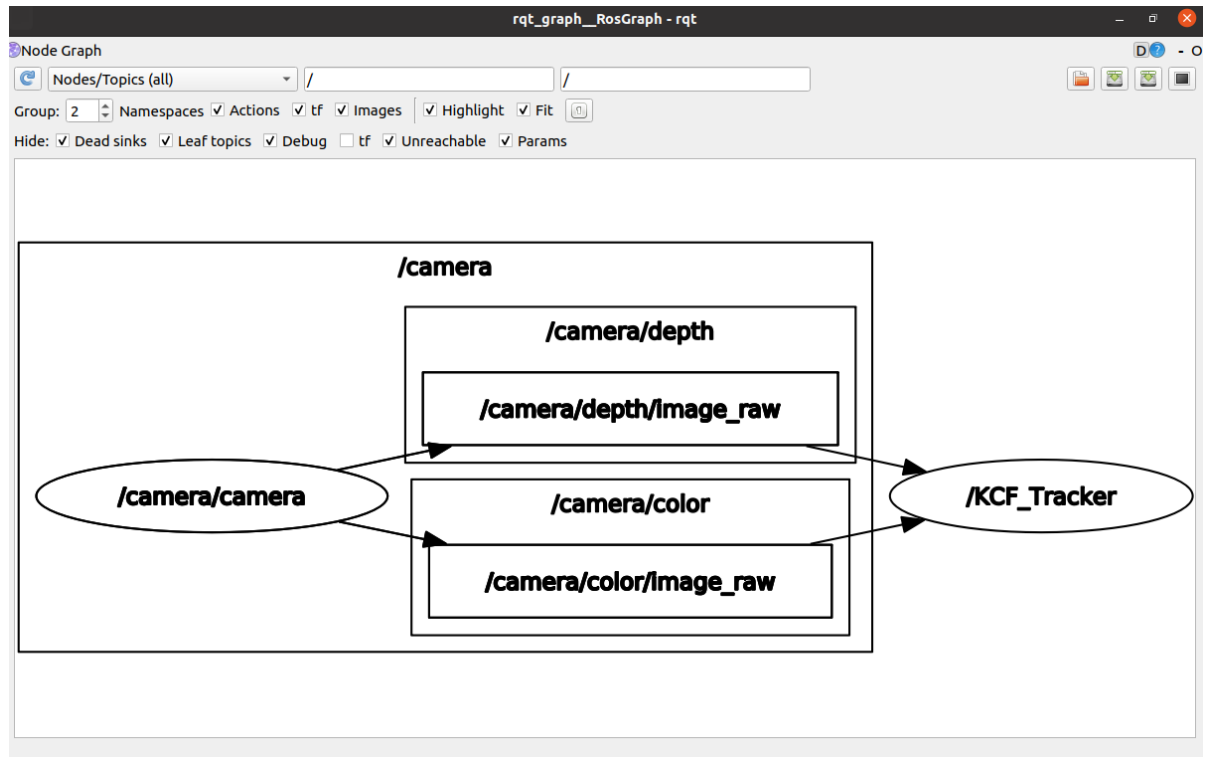 rqt_graph__RosGraph - rqt
Node Graph D ? - O
Nodes/Topics (all) / /
Group: 2 Namespaces Actions tf Images Highlight Fit
Hide: Dead sinks Leaf topics Debug tf Unreachable Params
/camera
/camera/depth
/camera/depth/image_raw
/camera/camera
/KCF_Tracker
/camera/color
/camera/color/image_raw